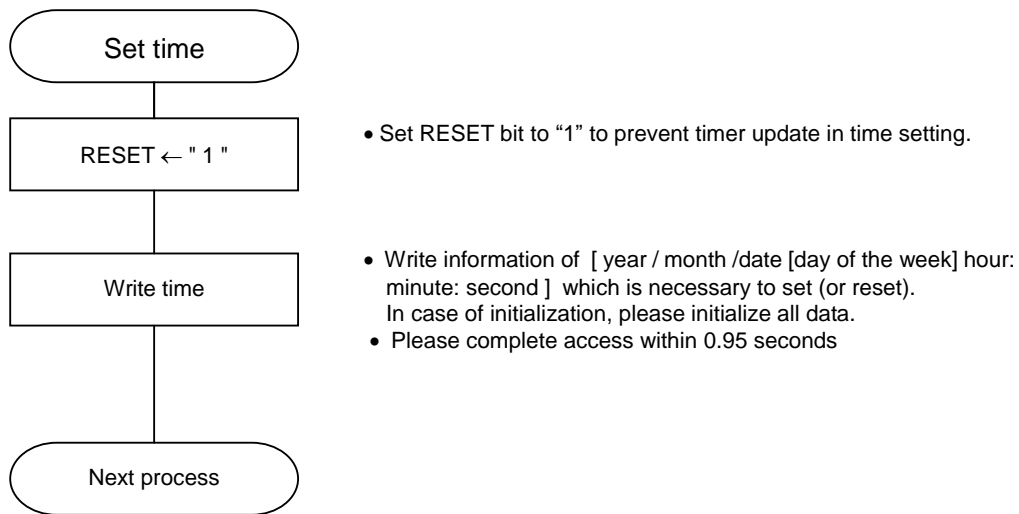 Set time
RESET ← " 1 "
• Set RESET bit to “1” to prevent timer update in time setting.
Write time
• Write information of [ year / month /date [day of the week] hour:
minute: second ] which is necessary to set (or reset).
In case of initialization, please initialize all data.
• Please complete access within 0.95 seconds
Next process